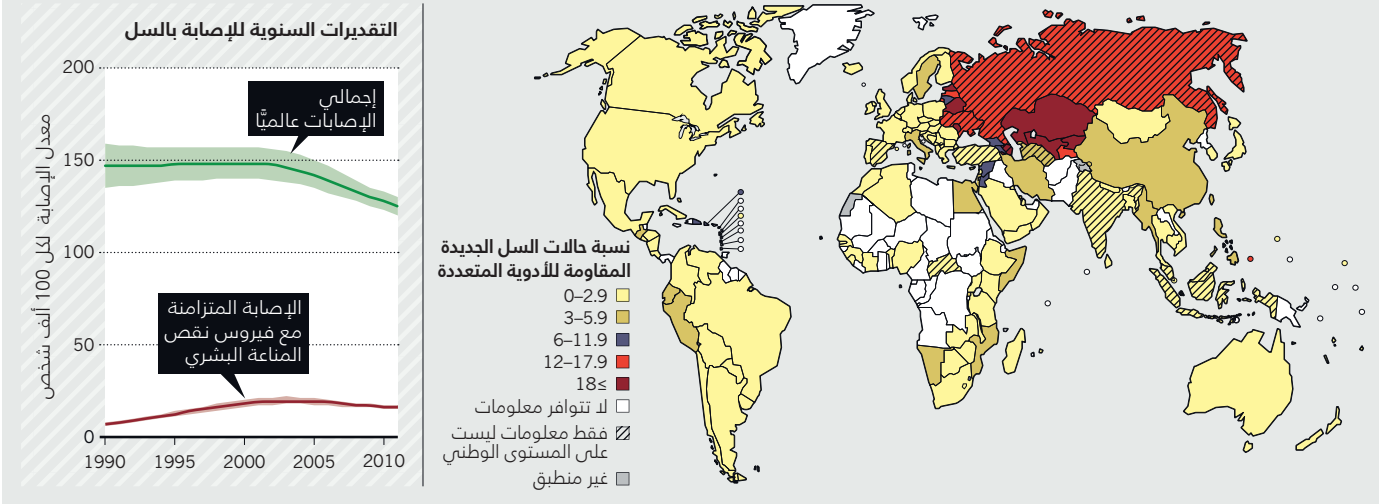 التقديرات السنوية للإصابة بالسل
معدل الإصابة لكل 100 ألف شخص
200
150
100
50
0
إجمالي
الإصابات عالميًّا
الإصابة المتزامنة
مع فيروس نقص
المناعة البشري
1990 1995 2000 2005 2010
نسبة حالات السل الجديدة
المقاومة للأدوية المتعددة
0–2.9
3–5.9
6–11.9
12–17.9
18≤
لا تتوافر معلومات
فقط معلومات ليست
على المستوى الوطني
غير منطبق